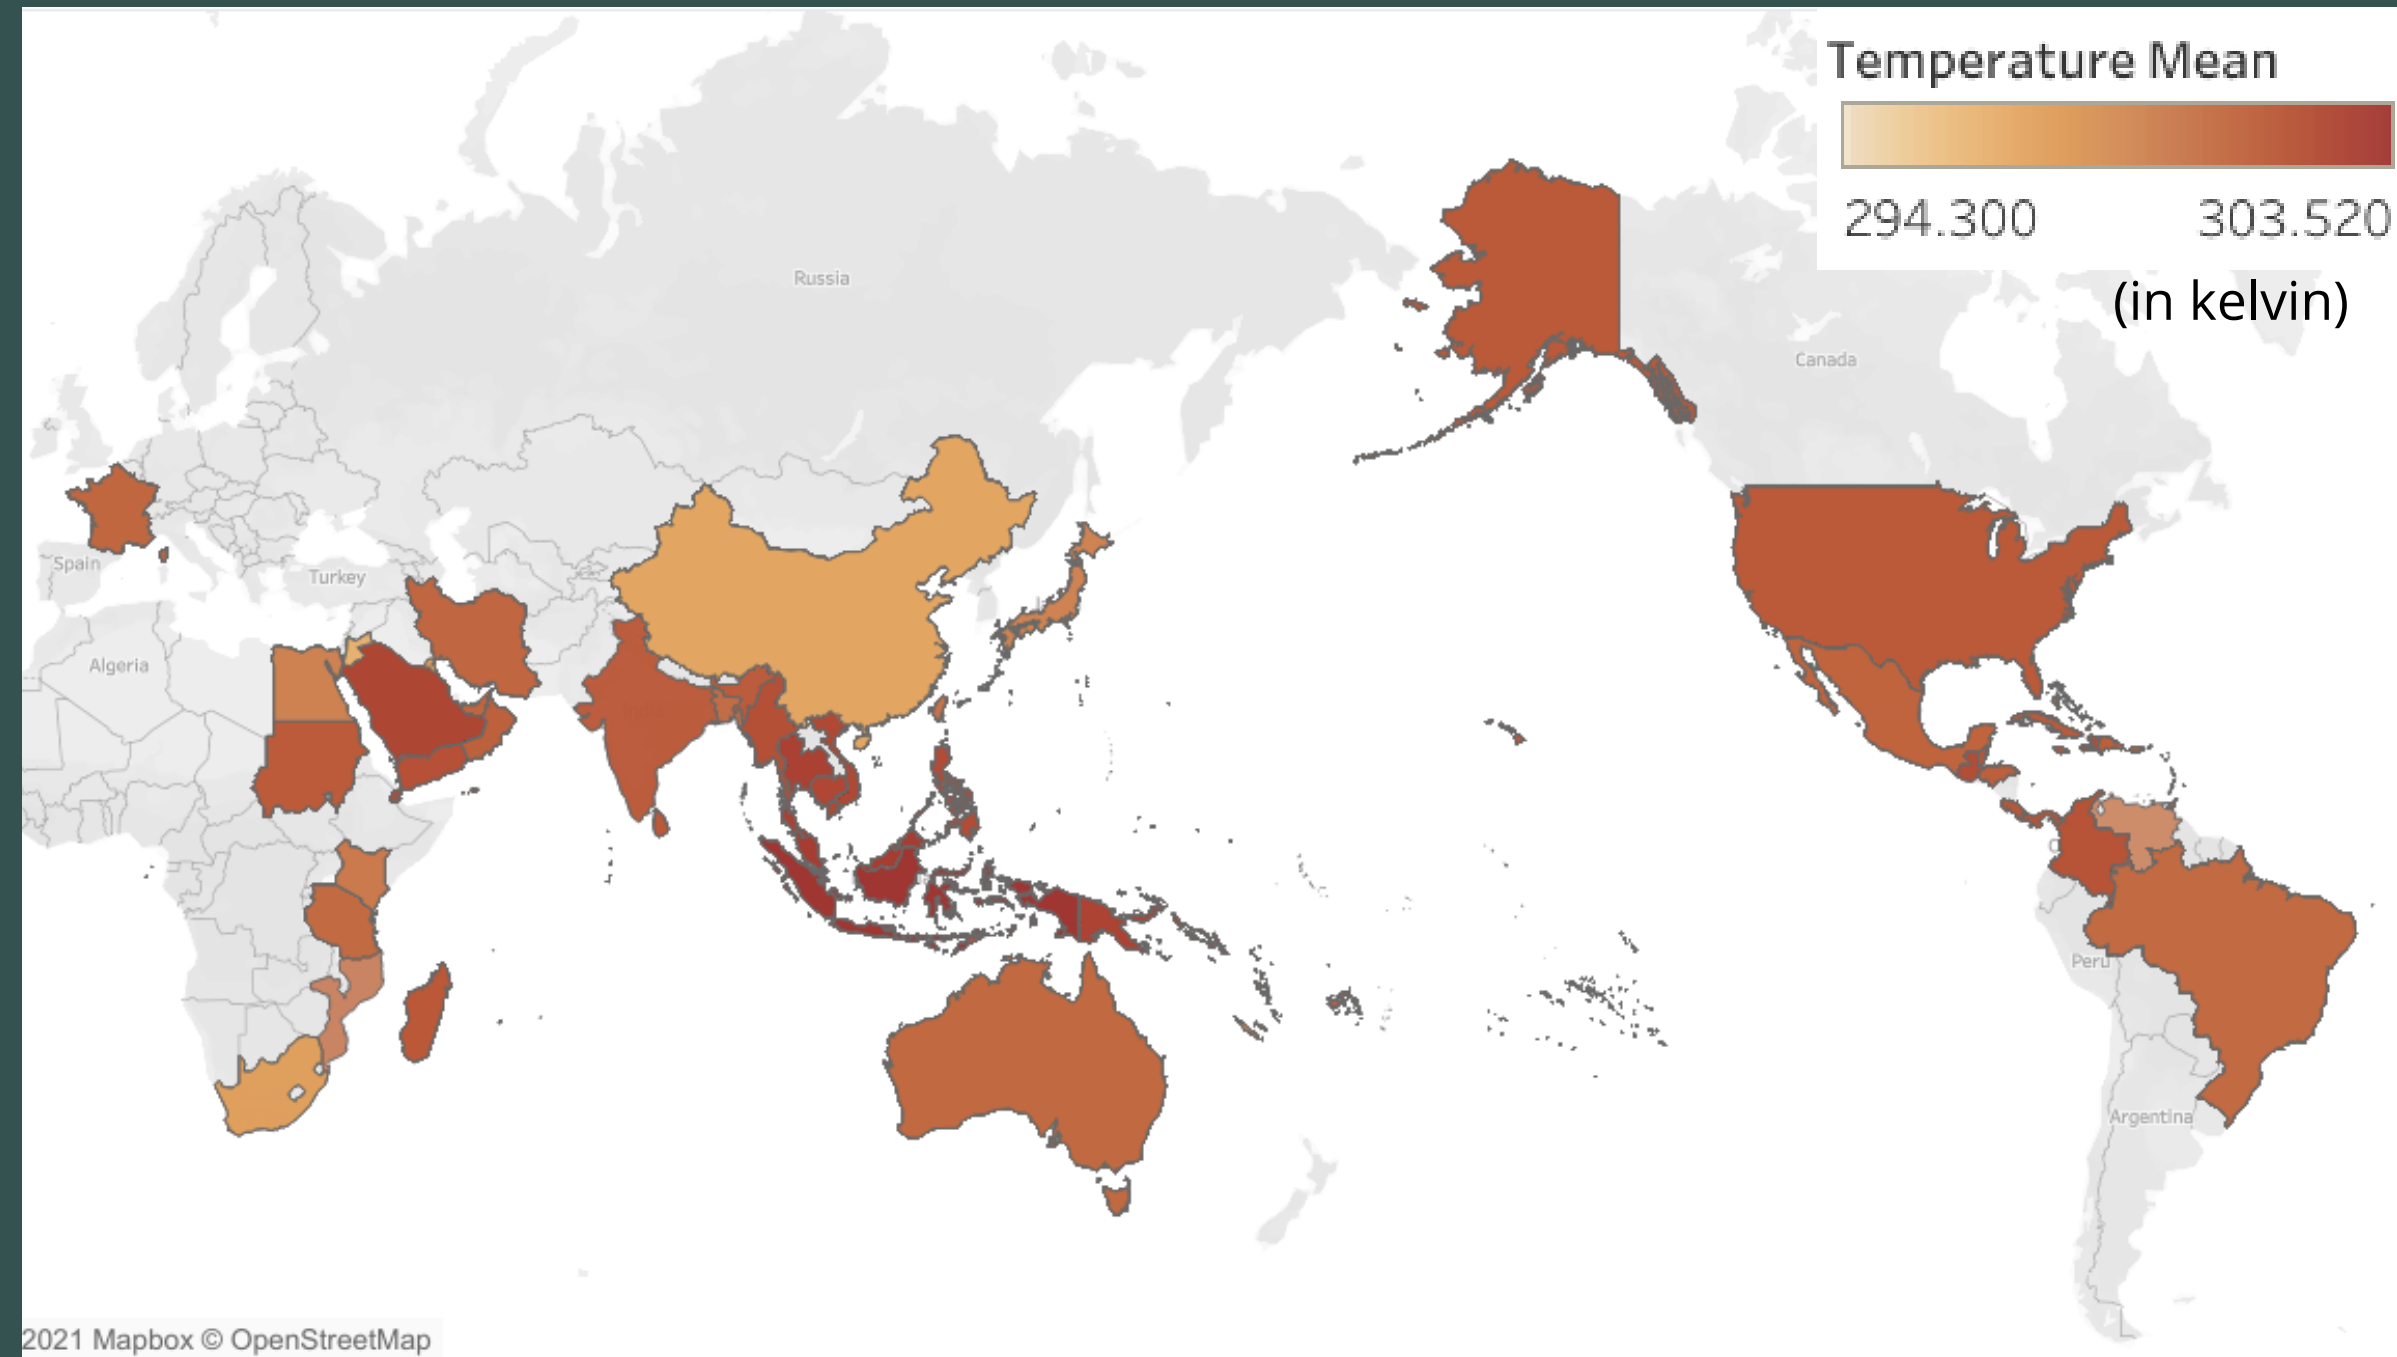 Temperature Mean
294.300 303.520
(in kelvin)
Russia
Canada
Spain
Turkey
Algeria
Peru
Argentina
2021 Mapbox © OpenStreetMap